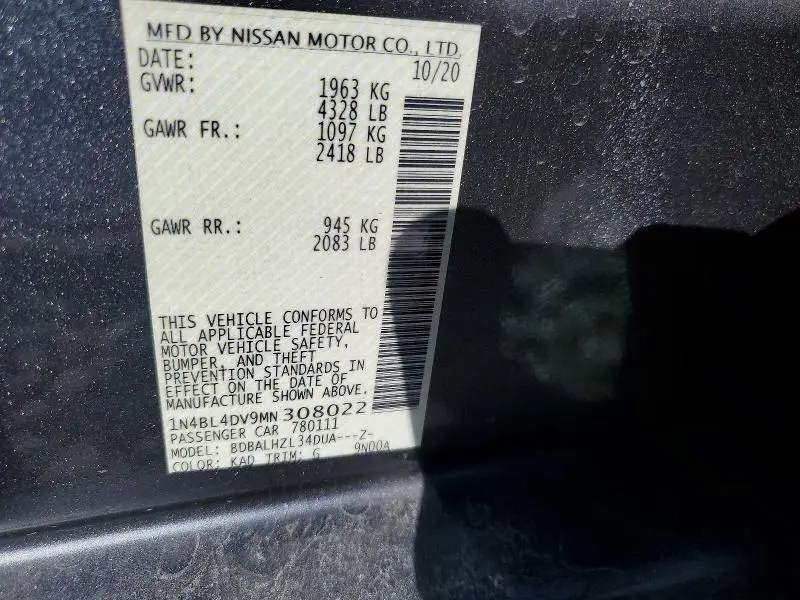 MFD BY NISSAN MOTOR CO., LTD.
DATE: 10/20
GVWR: 1963 KG
4328 LB
GAWR FR.: 1097 KG
2418 LB
GAWR RR.: 945 KG
2083 LB
THIS VEHICLE CONFORMS TO
ALL APPLICABLE FEDERAL
MOTOR VEHICLE SAFETY,
BUMPER, AND THEFT
PREVENTION STANDARDS IN
EFFECT ON THE DATE OF
MANUFACTURE SHOWN ABOVE.
1N4BL4DV9MN308022
PASSENGER CAR 780111
MODEL: BDBALHZL34DUA---Z-
COLOR: KAD TRIM: G 9N00A